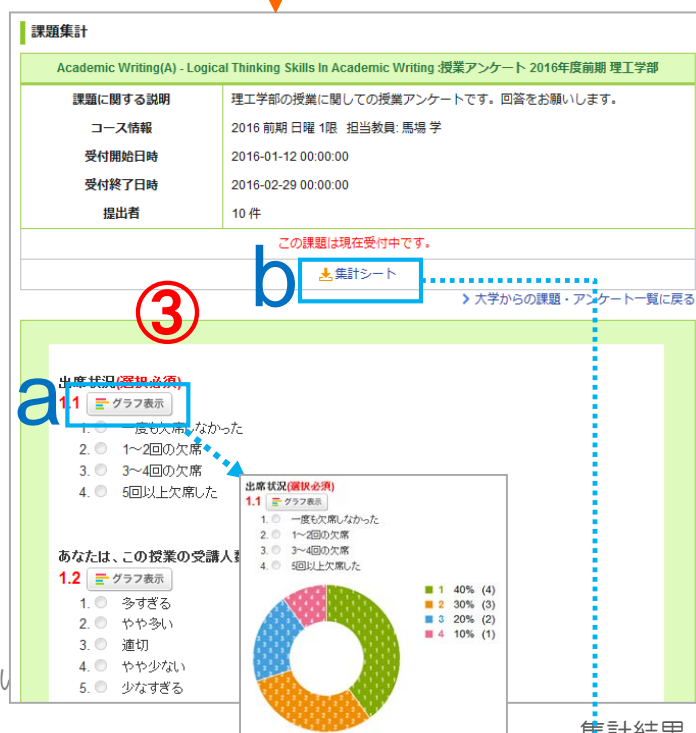 課題集計
Academic Writing(A) - Logical Thinking Skills In Academic Writing :授業アンケート 2016年度前期 理工学部
課題に関する説明 理工学部の授業に関しての授業アンケートです。回答をお願いします。
コース情報 2016 前期 日曜 1限 担当教員: 馬場 学
受付開始日時 2016-01-12 00:00:00
受付終了日時 2016-02-29 00:00:00
提出者 10 件
この課題は現在受付中です。
b
集計シート
大学からの課題・アンケート一覧に戻る
③
a
出席状況(選択必須)
1.1 グラフ表示
1. 一度も欠席しなかった
2. 1～2回の欠席
3. 3～4回の欠席
4. 5回以上欠席した
あなたは、この授業の受講人数
1.2 グラフ表示
1. 多すぎる
2. やや多い
3. 適切
4. やや少ない
5. 少なすぎる
出席状況(選択必須)
1.1 グラフ表示
1. 一度も欠席しなかった
2. 1～2回の欠席
3. 3～4回の欠席
4. 5回以上欠席した
1 40% (4)
2 30% (3)
3 20% (2)
4 10% (1)
集計結果